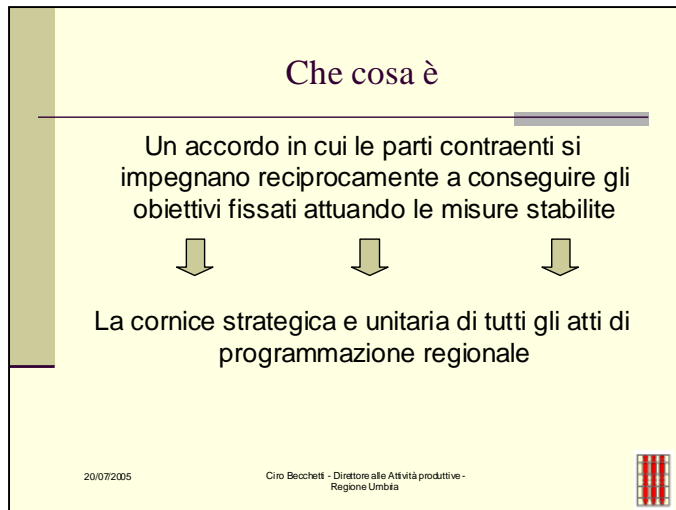 Che cosa è
Un accordo in cui le parti contraenti si
impegnano reciprocamente a conseguire gli
obiettivi fissati attuando le misure stabilite
La cornice strategica e unitaria di tutti gli atti di
programmazione regionale
20/07/2005
Ciro Becchetti - Direttore alle Attività produttive -
Regione Umbria